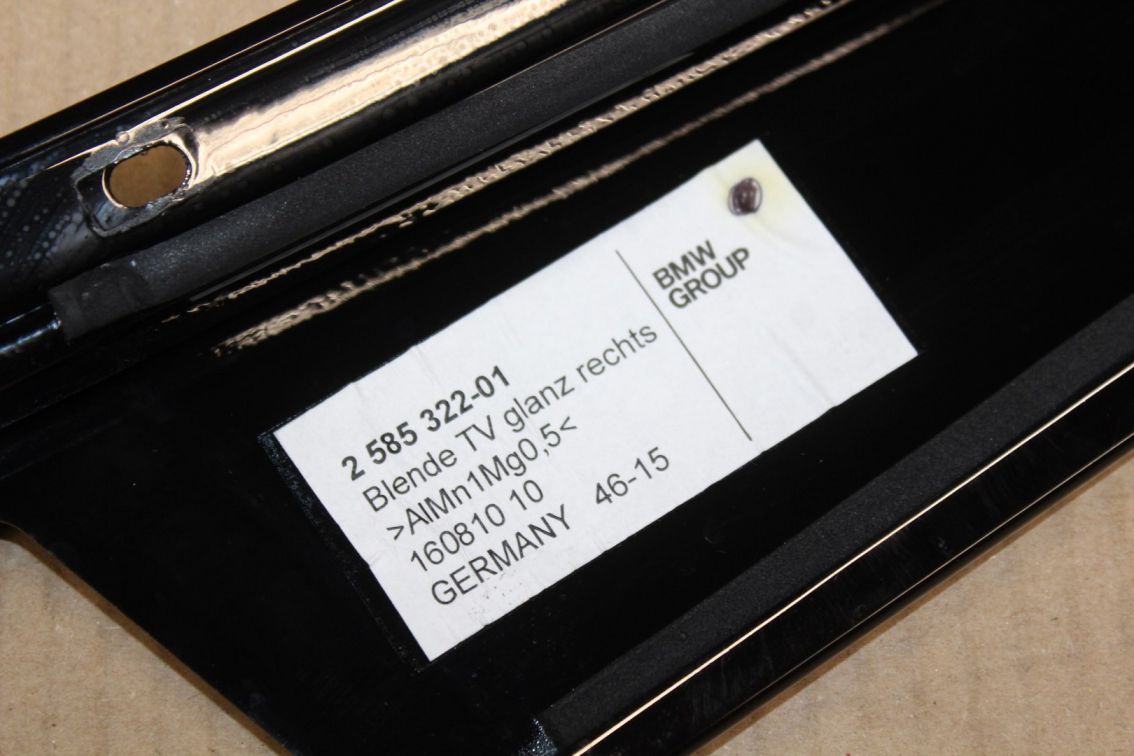 2 585 322-01
Blende TV glanz rechts
>AlMn1Mg0,5<
160810 10
GERMANY 46-15
BMW
GROUP